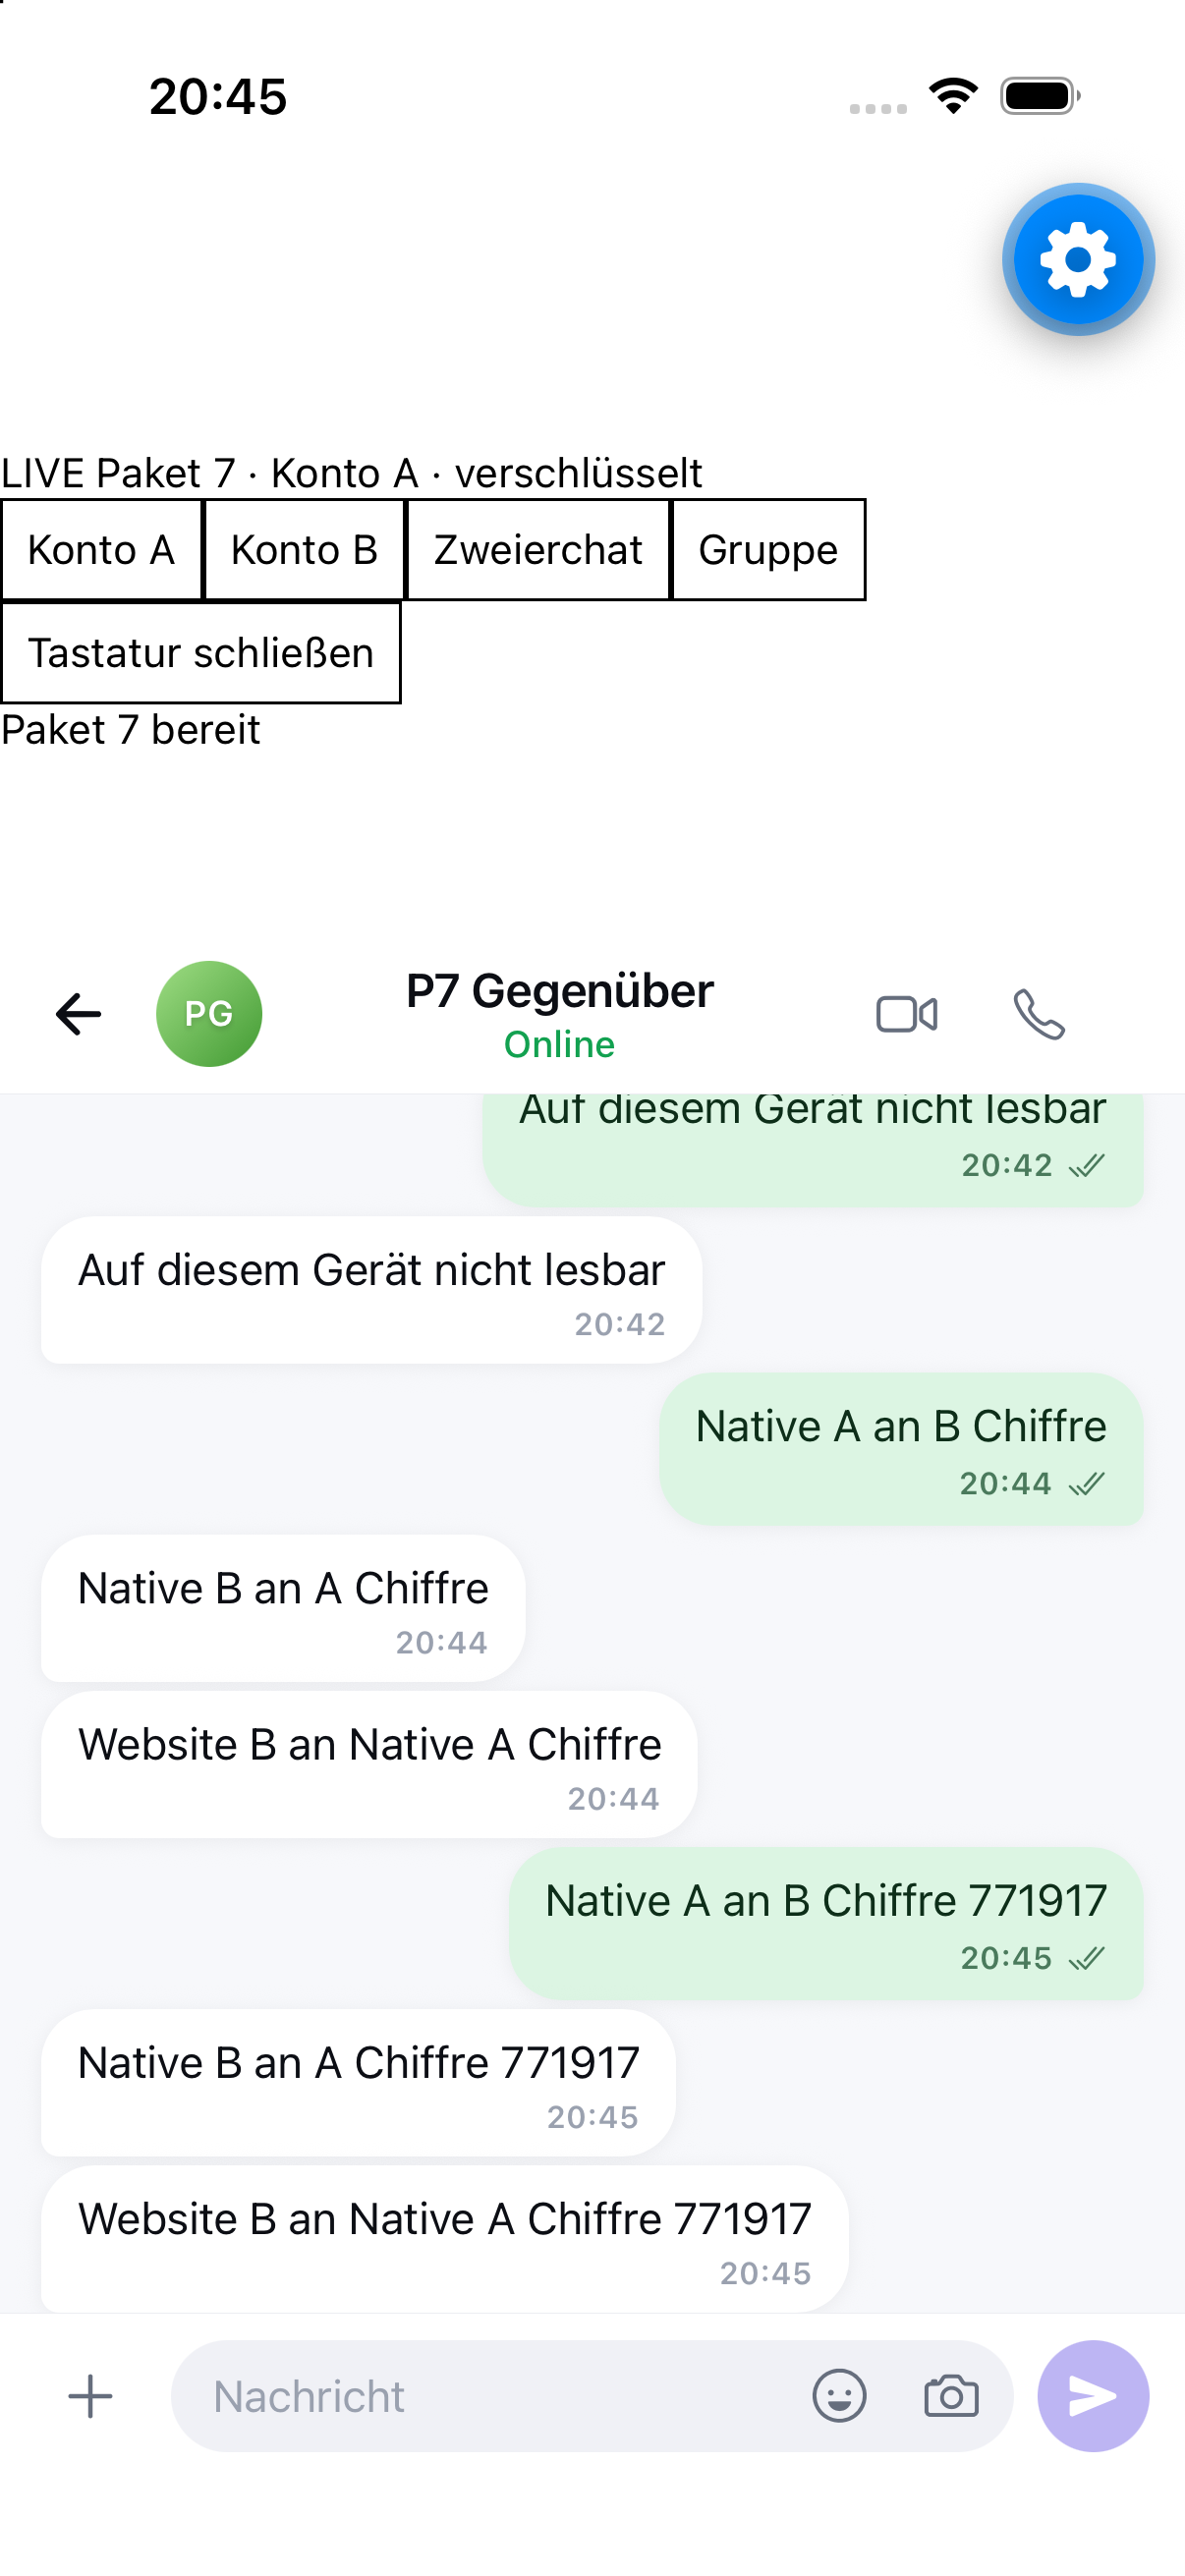 20:45
LIVE Paket 7 · Konto A · verschlüsselt
Konto A Konto B Zweierchat Gruppe
Tastatur schließen
Paket 7 bereit
PG
P7 Gegenüber
Online
Auf diesem Gerät nicht lesbar
20:42
Auf diesem Gerät nicht lesbar
20:42
Native A an B Chiffre
20:44
Native B an A Chiffre
20:44
Website B an Native A Chiffre
20:44
Native A an B Chiffre 771917
20:45
Native B an A Chiffre 771917
20:45
Website B an Native A Chiffre 771917
20:45
Nachricht